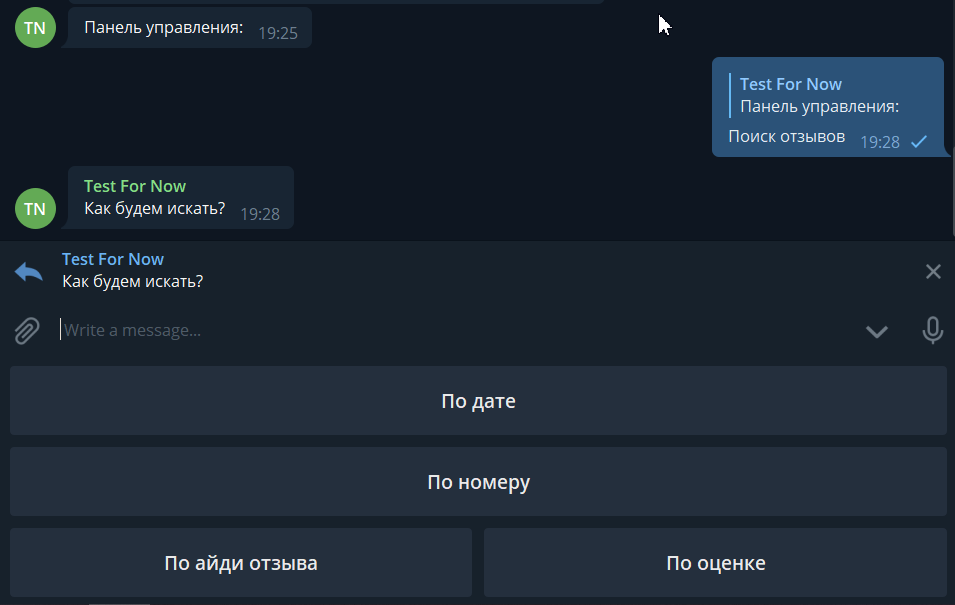 TN
Панель управления:
19:25
Test For Now
Панель управления:
Поиск отзывов
19:28
Test For Now
TN
Как будем искать?
19:28
Test For Now
Как будем искать?
Write a message...
По дате
По номеру
По айди отзыва
По оценке